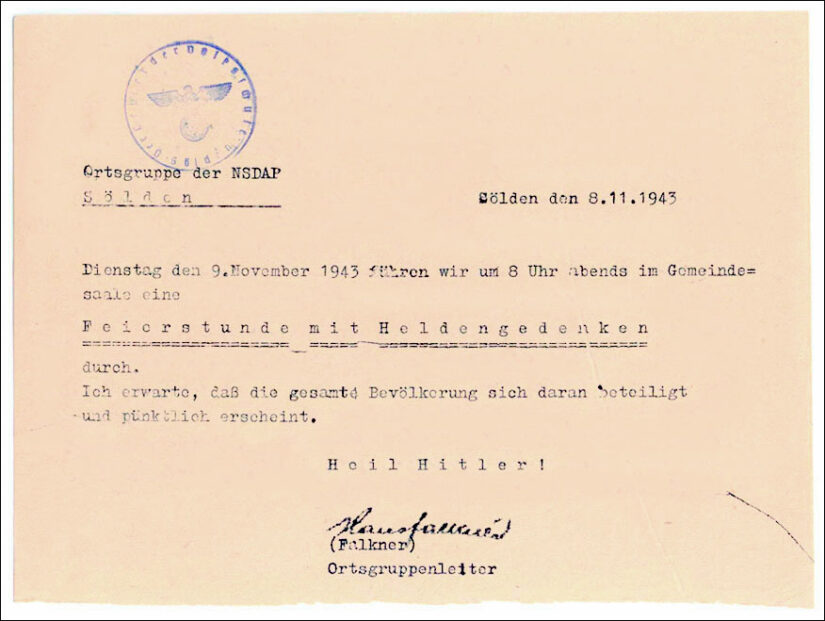 Ortsgruppe der NSDAP
Sölden
Sölden den 8.11.1943
Dienstag den 9.November 1943 führen wir um 8 Uhr abends im Gemeinde=
saale eine
Feierstunde mit Heldengedenken
durch.
Ich erwarte, daß die gesamte Bevölkerung sich daran beteiligt
und pünktlich erscheint.
Heil Hitler!
Hans Falkner
(Falkner)
Ortsgruppenleiter